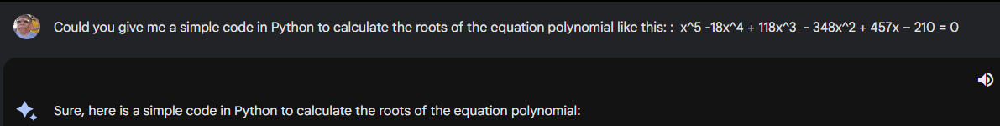 Could you give me a simple code in Python to calculate the roots of the equation polynomial like this: :  x^5 -18x^4 + 118x^3  - 348x^2 + 457x – 210 = 0
Sure, here is a simple code in Python to calculate the roots of the equation polynomial: